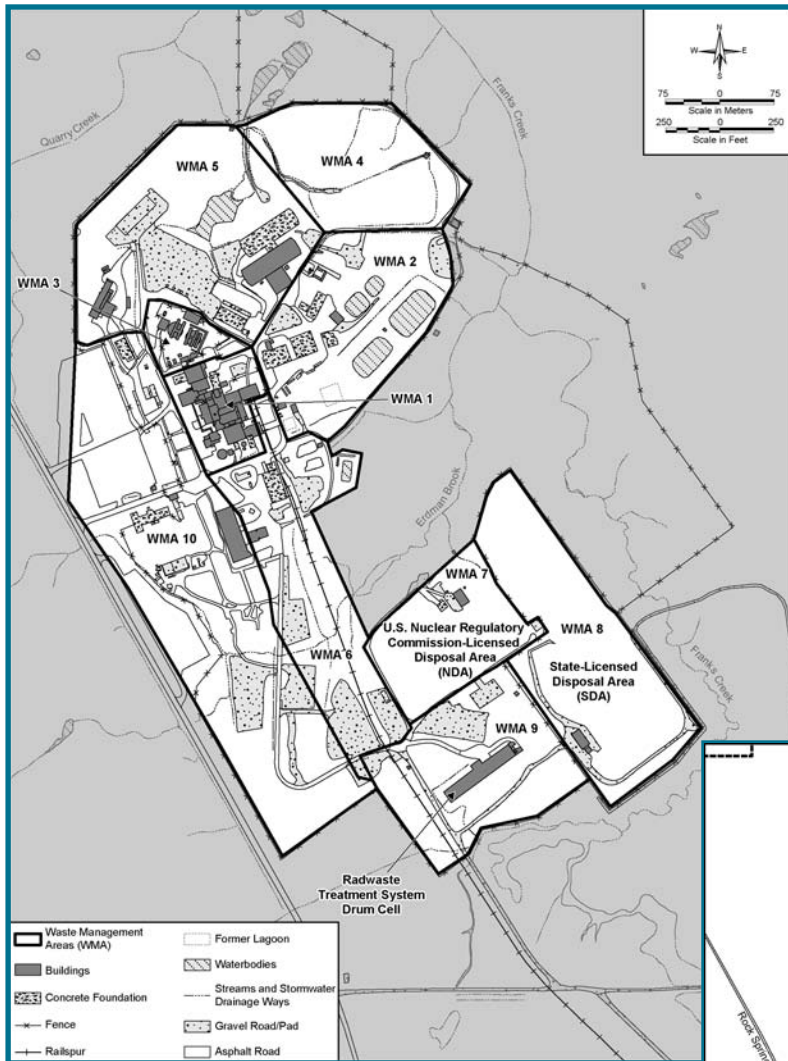 N
W
E
S
75
0
75
Scale in Meters
250
0
250
Scale in Feet
Quarry Creek
Franks Creek
WMA 4
WMA 5
WMA 2
WMA 3
WMA 1
Erdman Brook
WMA 10
WMA 7
U.S. Nuclear Regulatory
Commission-Licensed
Disposal Area
(NDA)
WMA 8
State-Licensed
Disposal Area
(SDA)
Franks Creek
WMA 6
WMA 9
Radwaste
Treatment System
Drum Cell
Waste Management
Areas (WMA)
Buildings
Concrete Foundation
Fence
Railspur
Former Lagoon
Waterbodies
Streams and Stormwater
Drainage Ways
Gravel Road/Pad
Asphalt Road